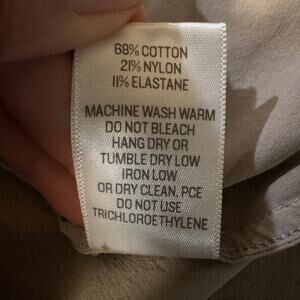 68% COTTON
21% NYLON
11% ELASTANE
MACHINE WASH WARM
DO NOT BLEACH
HANG DRY OR
TUMBLE DRY LOW
IRON LOW
OR DRY CLEAN, PCE
DO NOT USE
TRICHLOROETHYLENE